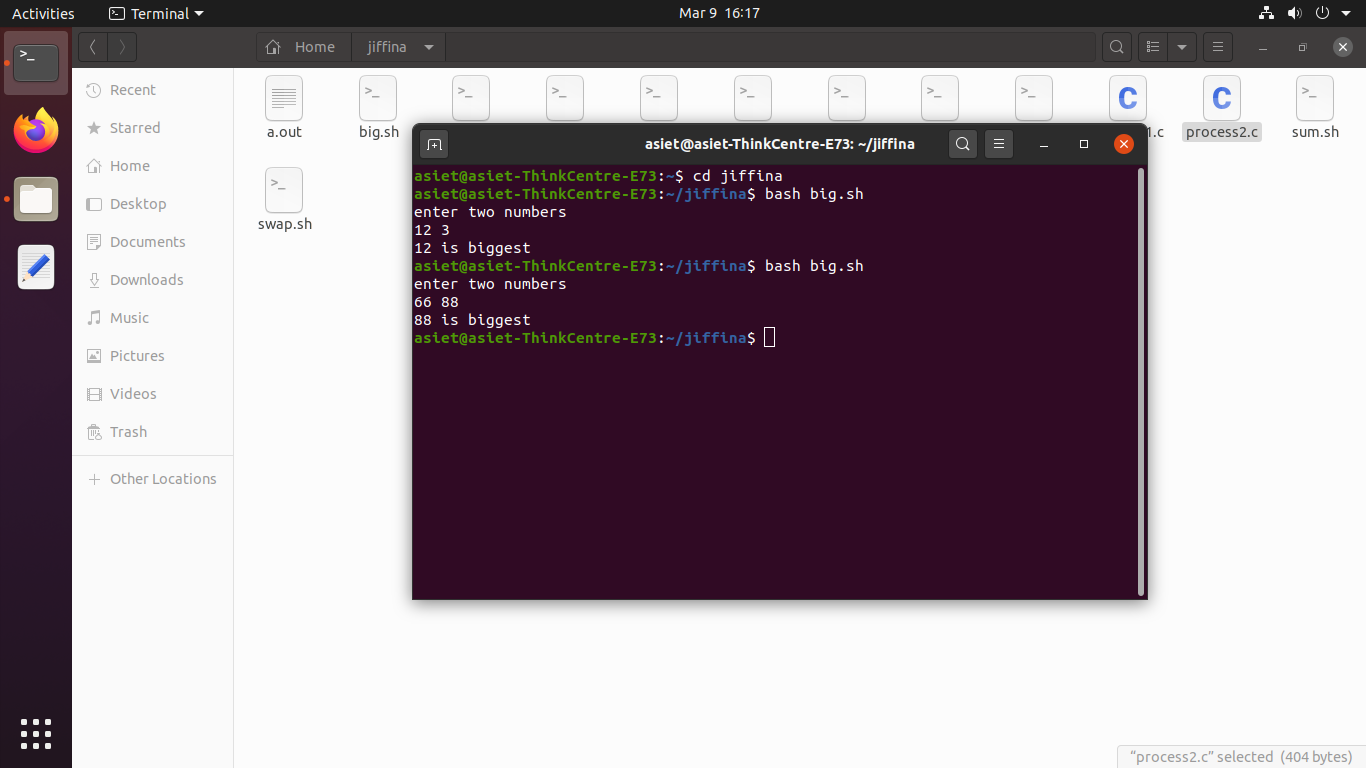 Activities
Terminal
Mar 9 16:17
Home
jiffina
Recent
Starred
Home
Desktop
Documents
Downloads
Music
Pictures
Videos
Trash
Other Locations
a.out
big.sh
1.c
process2.c
sum.sh
swap.sh
asiet@asiet-ThinkCentre-E73: ~/jiffina
asiet@asiet-ThinkCentre-E73:~$ cd jiffina
asiet@asiet-ThinkCentre-E73:~/jiffina$ bash big.sh
enter two numbers
12 3
12 is biggest
asiet@asiet-ThinkCentre-E73:~/jiffina$ bash big.sh
enter two numbers
66 88
88 is biggest
asiet@asiet-ThinkCentre-E73:~/jiffina$
“process2.c” selected (404 bytes)